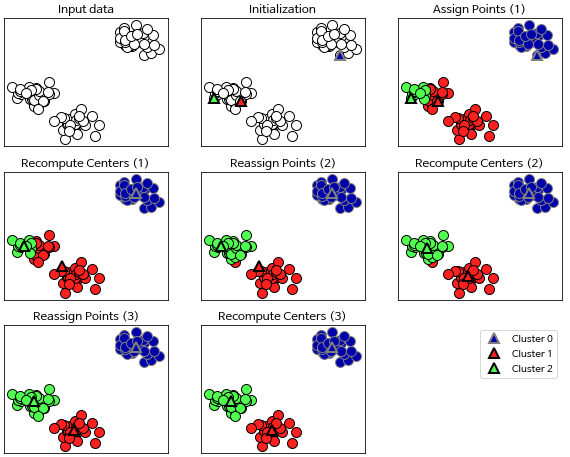 Input data
Initialization
Assign Points (1)
Recompute Centers (1)
Reassign Points (2)
Recompute Centers (2)
Reassign Points (3)
Recompute Centers (3)
Cluster 0
Cluster 1
Cluster 2